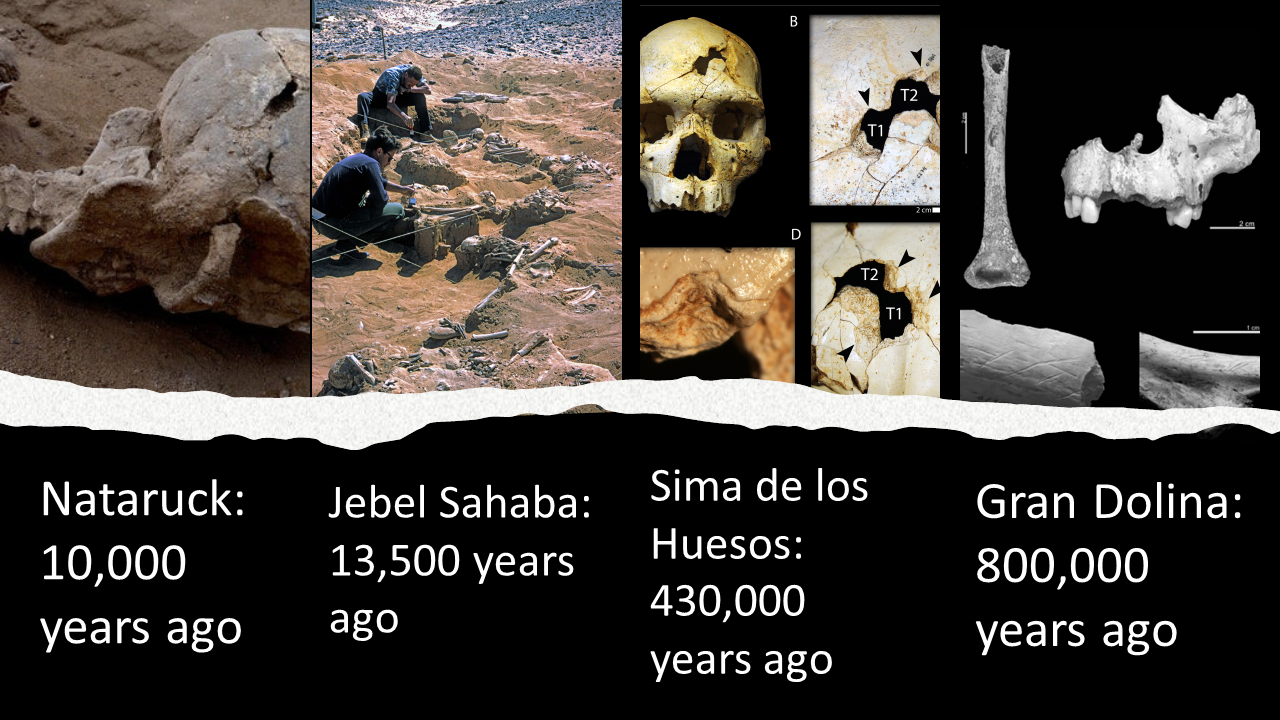 B
T2
T1
2 cm
D
T2
T1
2 cm
1 cm
Nataruck:
10,000
years ago
Jebel Sahaba:
13,500 years
ago
Sima de los
Huesos:
430,000
years ago
Gran Dolina:
800,000
years ago